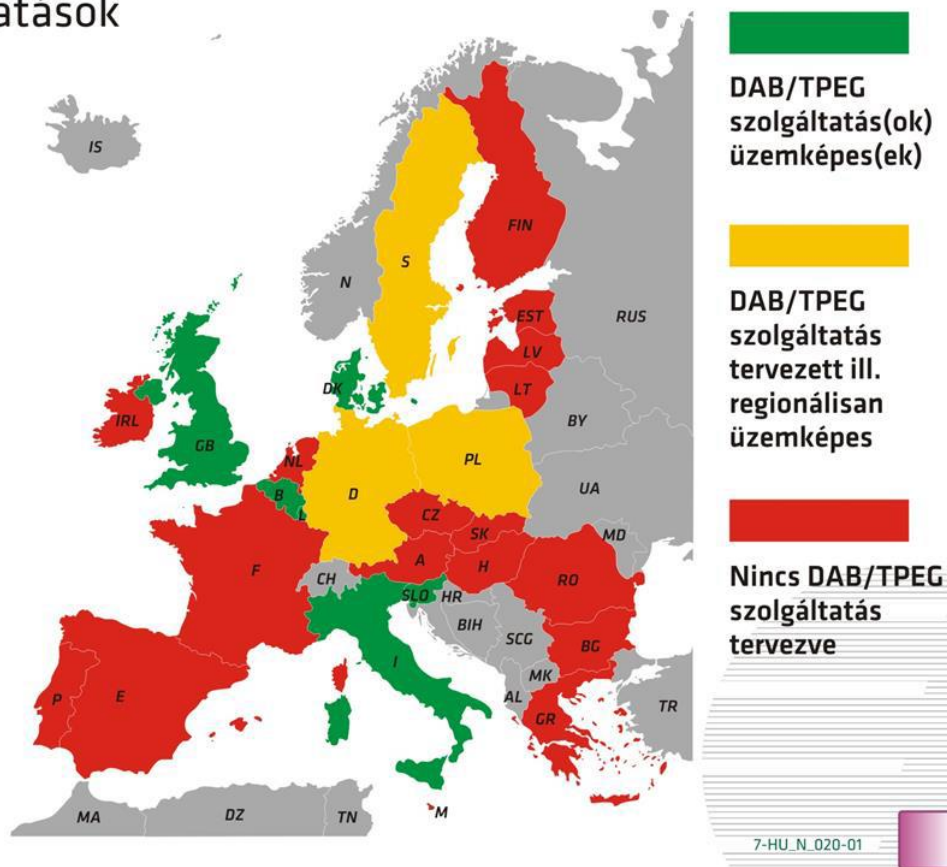 atások
DAB/TPEG
szolgáltatás(ok)
üzemképes(ek)
DAB/TPEG
szolgáltatás
tervezett ill.
regionálisan
üzemképes
Nincs DAB/TPEG
szolgáltatás
tervezve
IS
FIN
S
N
RUS
EST
LV
LT
DK
IRL
GB
BY
NL
PL
B
D
UA
L
CZ
SK
MD
F
A
H
CH
RO
SLO
HR
BIH
SCG
BG
I
MK
P
E
AL
GR
TR
M
MA
DZ
TN
7-HU_N_020-01